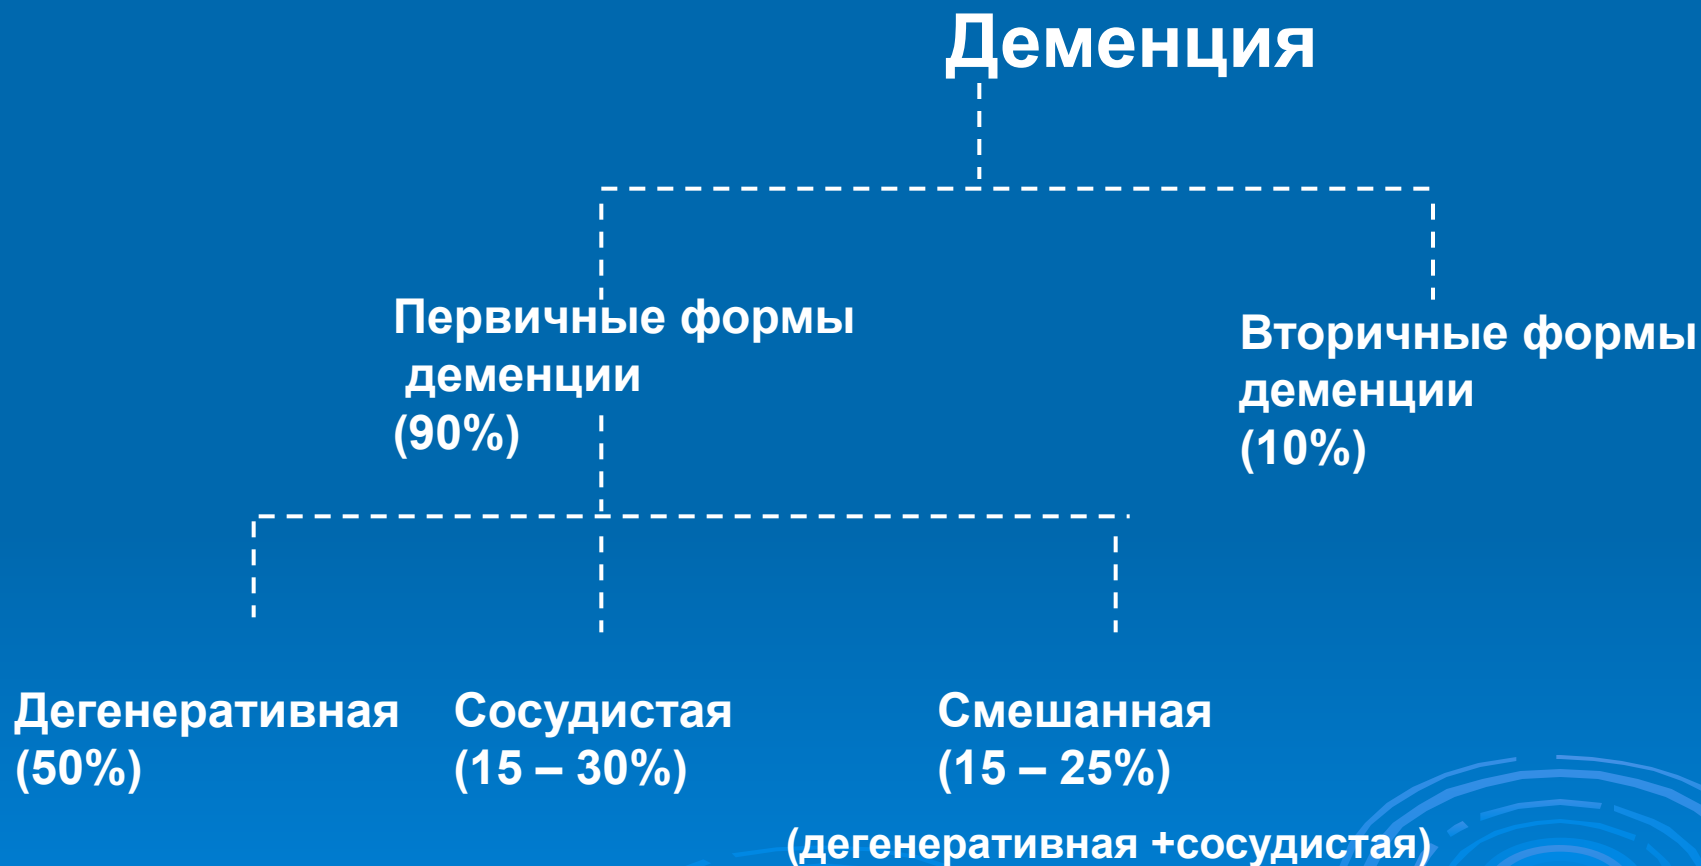 Деменция
Первичные формы
деменции
(90%)
Вторичные формы
деменции
(10%)
Дегенеративная
(50%)
Сосудистая
(15 – 30%)
Смешанная
(15 – 25%)
(дегенеративная +сосудистая)